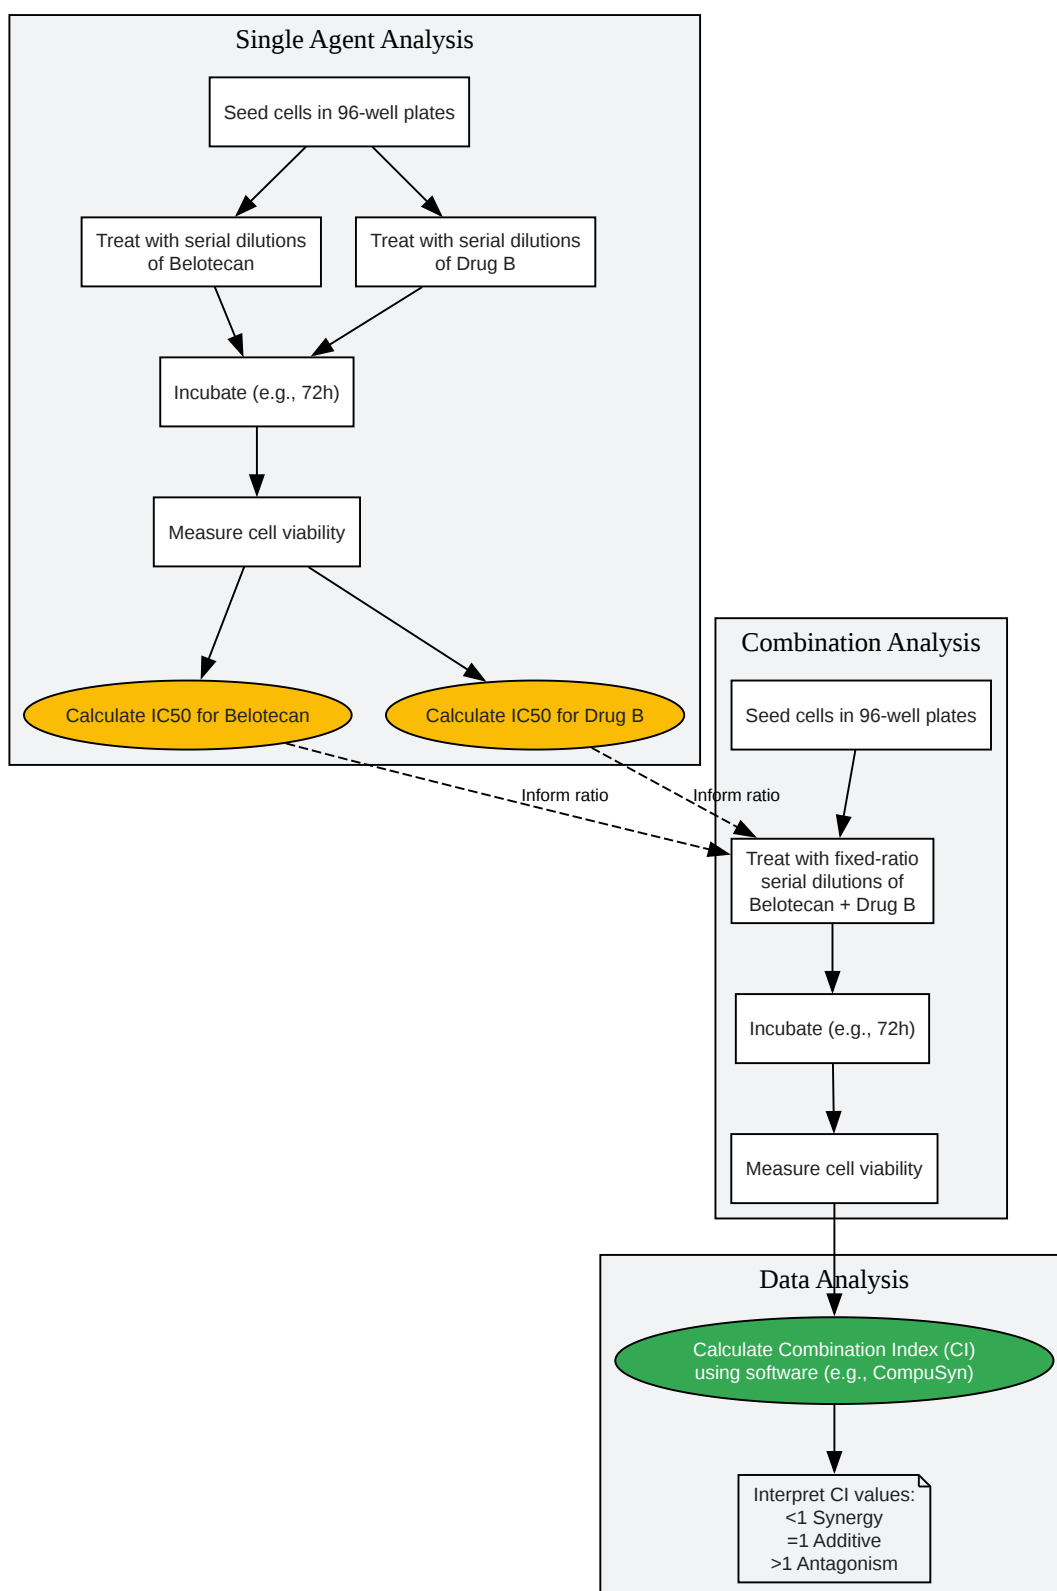 Single Agent Analysis
Seed cells in 96-well plates
Treat with serial dilutions
of Belotecan
Treat with serial dilutions
of Drug B
Incubate (e.g., 72h)
Measure cell viability
Calculate IC50 for Belotecan
Calculate IC50 for Drug B
Inform ratio
Inform ratio
Combination Analysis
Seed cells in 96-well plates
Treat with fixed-ratio
serial dilutions of
Belotecan + Drug B
Incubate (e.g., 72h)
Measure cell viability
Data Analysis
Calculate Combination Index (CI)
using software (e.g., CompuSyn)
Interpret CI values:
<1 Synergy
=1 Additive
>1 Antagonism